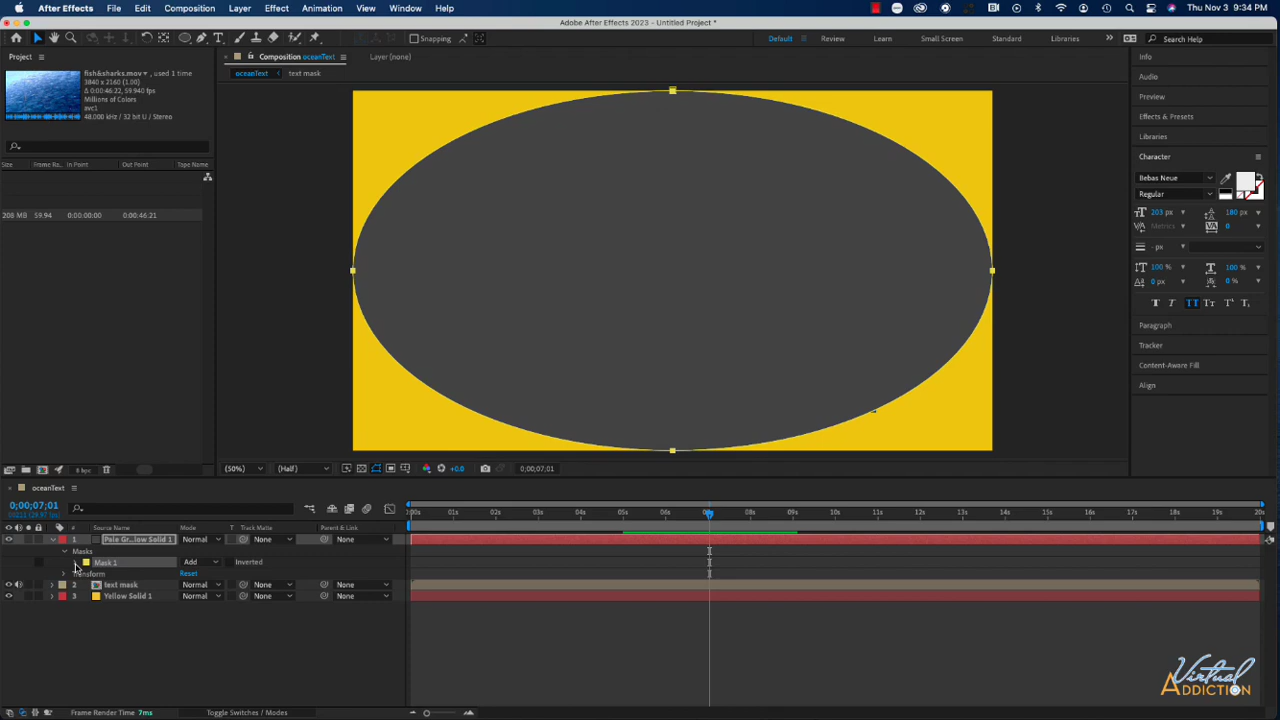 After Effects File Edit Composition Layer Effect Animation View Window Help Thu Nov 3 9:34 PM
Adobe After Effects 2023 - Untitled Project *
Snapping Default Review Learn Small Screen Standard Libraries Search Help
Project
fish&sharks.mov , used 1 time
3840 x 2160 (1.00)
Δ 0:00:46:22, 59.940 fps
Millions of Colors
avc1
48.000 kHz / 32 bit U / Stereo
Size Frame Ra... In Point Out Point Tape Name
208 MB 59.94 0:00:00:00 0:00:46:21
8 bpc
Composition oceanText Layer (none)
oceanText text mask
(50%) (Half) +0.0 0;00;07;01
Info
Audio
Preview
Effects & Presets
Libraries
Character
Bebas Neue
Regular
203 px 180 px
Metrics 0
- px
100 % 100 %
0 px 0 %
Paragraph
Tracker
Content-Aware Fill
Align
oceanText
0;00;07;01
00211 (29.97 fps)
# Source Name Mode T Track Matte Parent & Link
1 Pale Gr...low Solid 1 Normal None None
Masks
Mask 1 Add Inverted
Transform Reset
2 text mask Normal None None
3 Yellow Solid 1 Normal None None
:00s 01s 02s 03s 04s 05s 06s 08s 09s 10s 11s 12s 13s 14s 15s 16s 17s 18s 19s 20s
Frame Render Time 7ms Toggle Switches / Modes
Virtual
ADDICTION